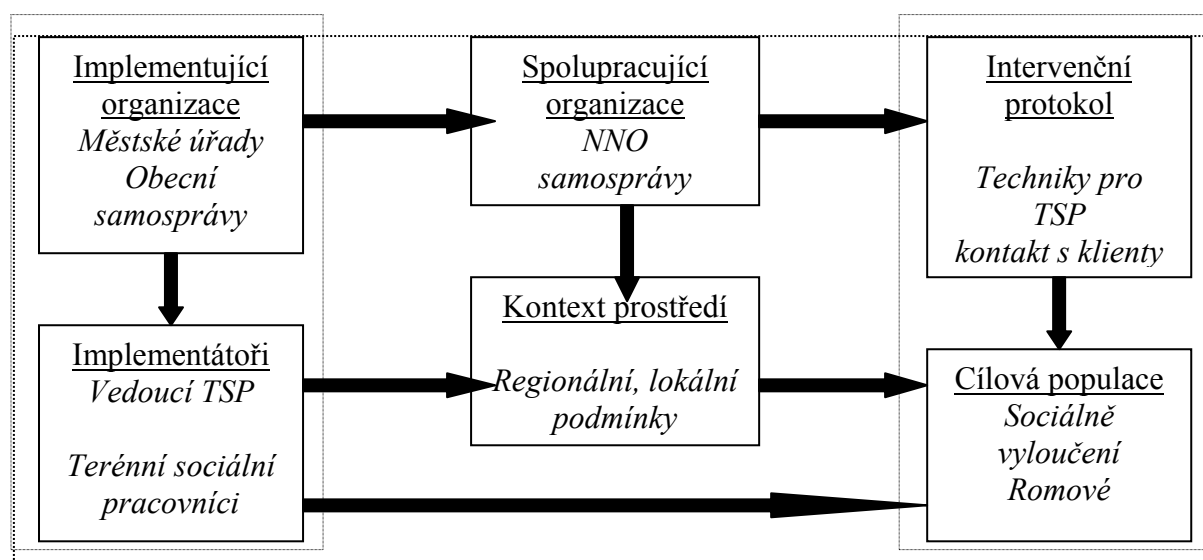 Implementující
organizace
Městské úřady
Obecní
samosprávy
Spolupracující
organizace
NNO
samosprávy
Intervenční
protokol
Techniky pro
TSP
kontakt s klienty
Implementátoři
Vedoucí TSP
Terénní sociální
pracovníci
Kontext prostředí
Regionální, lokální
podmínky
Cílová populace
Sociálně
vyloučení
Romové